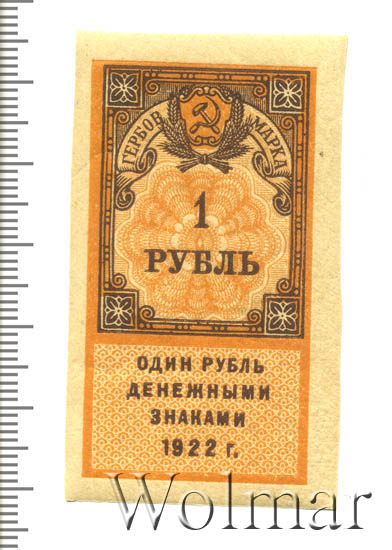 ГЕРБОВ. МАРКА
1
РУБЛЬ
ОДИН РУБЛЬ
ДЕНЕЖНЫМИ
ЗНАКАМИ
1922 г.
Wolmar